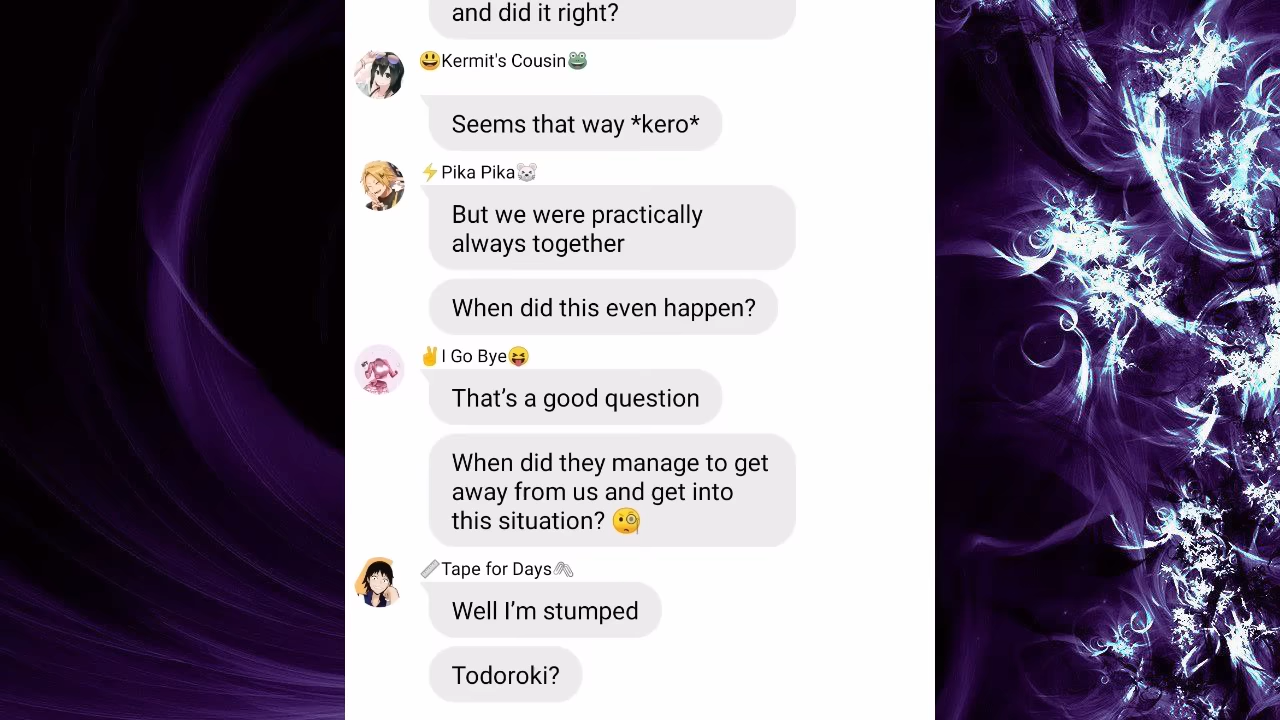 and did it right?
😃Kermit's Cousin🐸
Seems that way *kero*
⚡Pika Pika🐭
But we were practically
always together
When did this even happen?
✌I Go Bye😝
That’s a good question
When did they manage to get
away from us and get into
this situation? 🧐
📏Tape for Days🖇
Well I’m stumped
Todoroki?